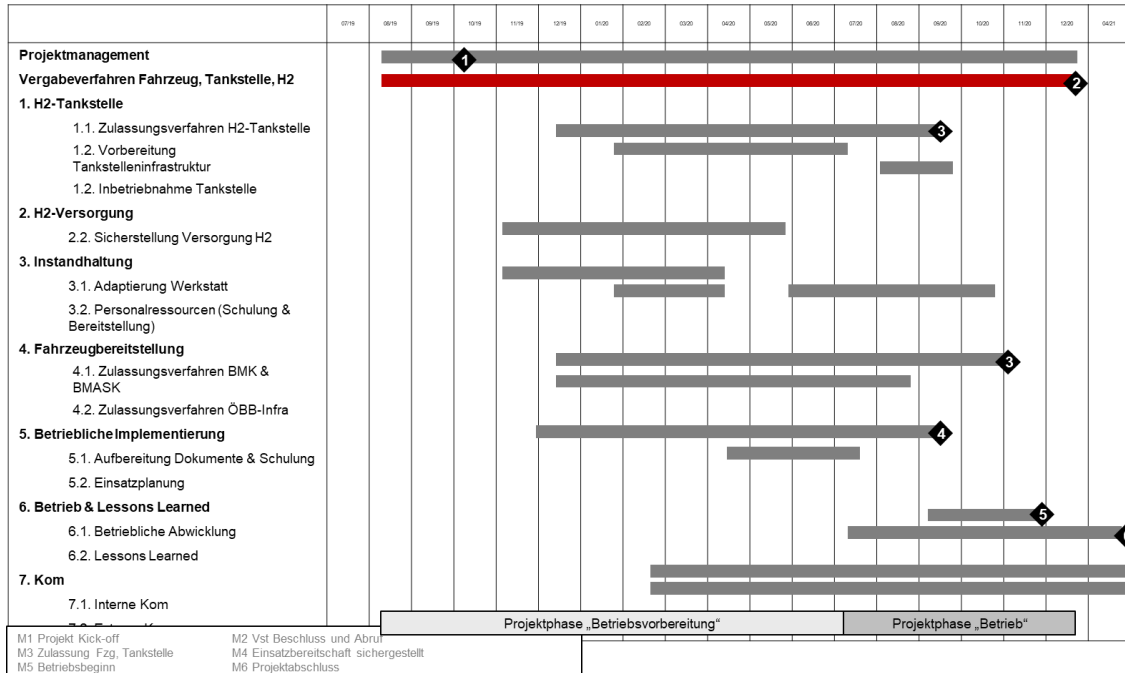 07/19 08/19 09/19 10/19 11/19 12/19 01/20 02/20 03/20 04/20 05/20 06/20 07/20 08/20 09/20 10/20 11/20 12/20 04/21
Projektmanagement
1
Vergabeverfahren Fahrzeug, Tankstelle, H2
2
1. H2-Tankstelle
1.1. Zulassungsverfahren H2-Tankstelle
3
1.2. Vorbereitung
Tankstelleninfrastruktur
1.2. Inbetriebnahme Tankstelle
2. H2-Versorgung
2.2. Sicherstellung Versorgung H2
3. Instandhaltung
3.1. Adaptierung Werkstatt
3.2. Personalressourcen (Schulung &
Bereitstellung)
4. Fahrzeugbereitstellung
3
4.1. Zulassungsverfahren BMK &
BMASK
4.2. Zulassungsverfahren ÖBB-Infra
5. Betriebliche Implementierung
4
5.1. Aufbereitung Dokumente & Schulung
5.2. Einsatzplanung
6. Betrieb & Lessons Learned
5
6.1. Betriebliche Abwicklung
6.2. Lessons Learned
7. Kom
7.1. Interne Kom
Projektphase „Betriebsvorbereitung“
Projektphase „Betrieb“
M1 Projekt Kick-off
M2 Vst Beschluss und Abruf
M3 Zulassung Fzg, Tankstelle
M4 Einsatzbereitschaft sichergestellt
M5 Betriebsbeginn
M6 Projektabschluss